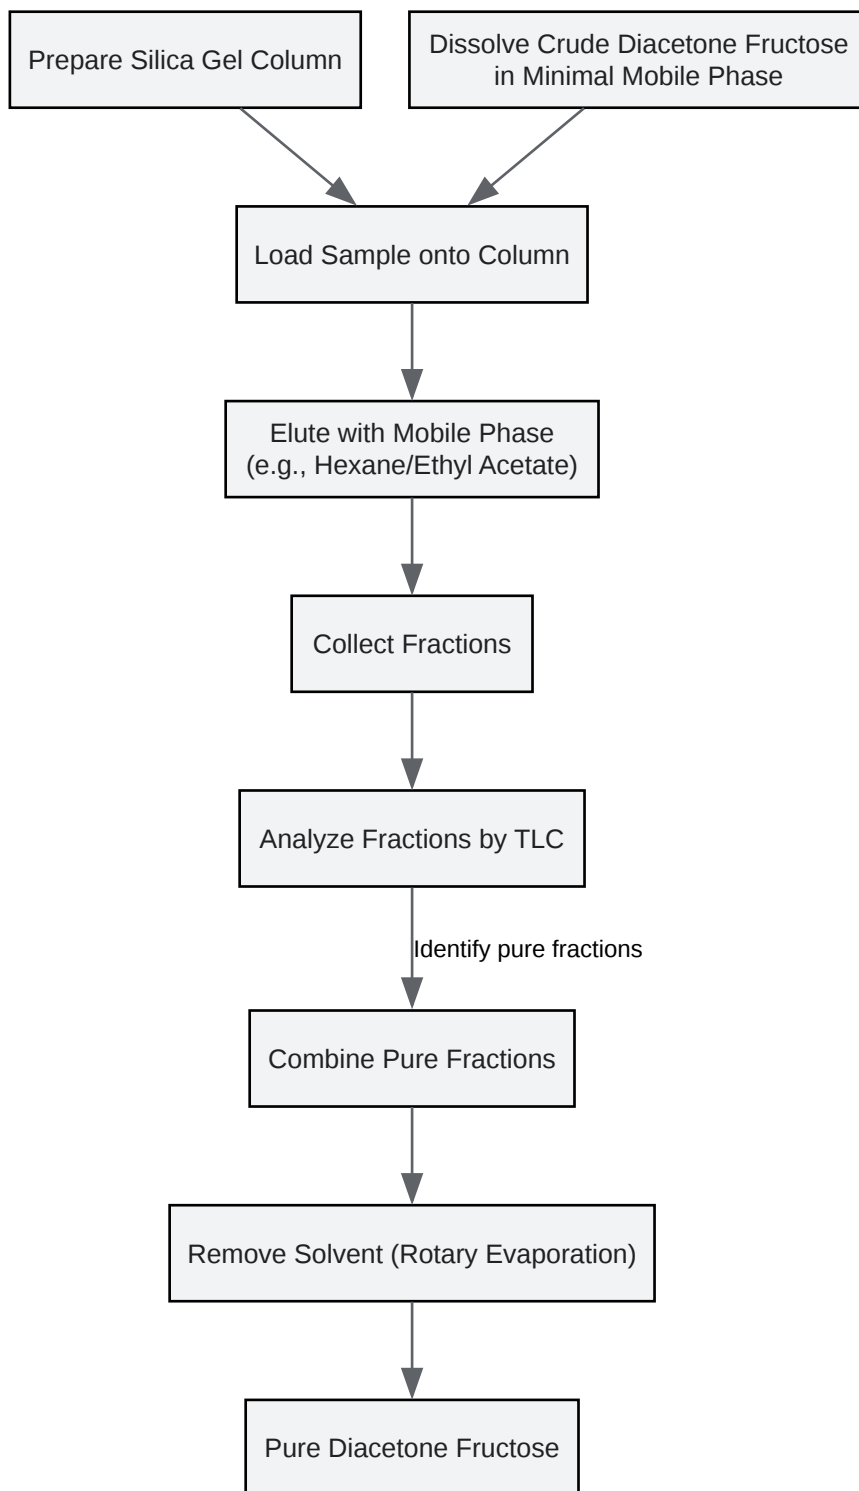 Prepare Silica Gel Column
Dissolve Crude Diacetone Fructose
in Minimal Mobile Phase
Load Sample onto Column
Elute with Mobile Phase
(e.g., Hexane/Ethyl Acetate)
Collect Fractions
Analyze Fractions by TLC
Identify pure fractions
Combine Pure Fractions
Remove Solvent (Rotary Evaporation)
Pure Diacetone Fructose